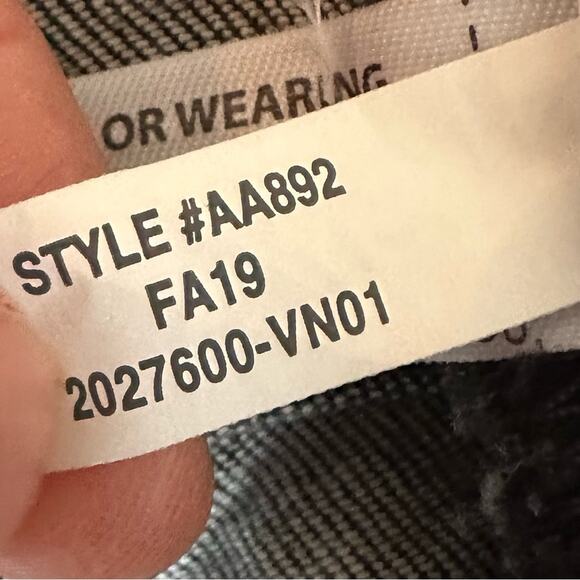 OR WEARING
STYLE #AA892
FA19
2027600-VN01